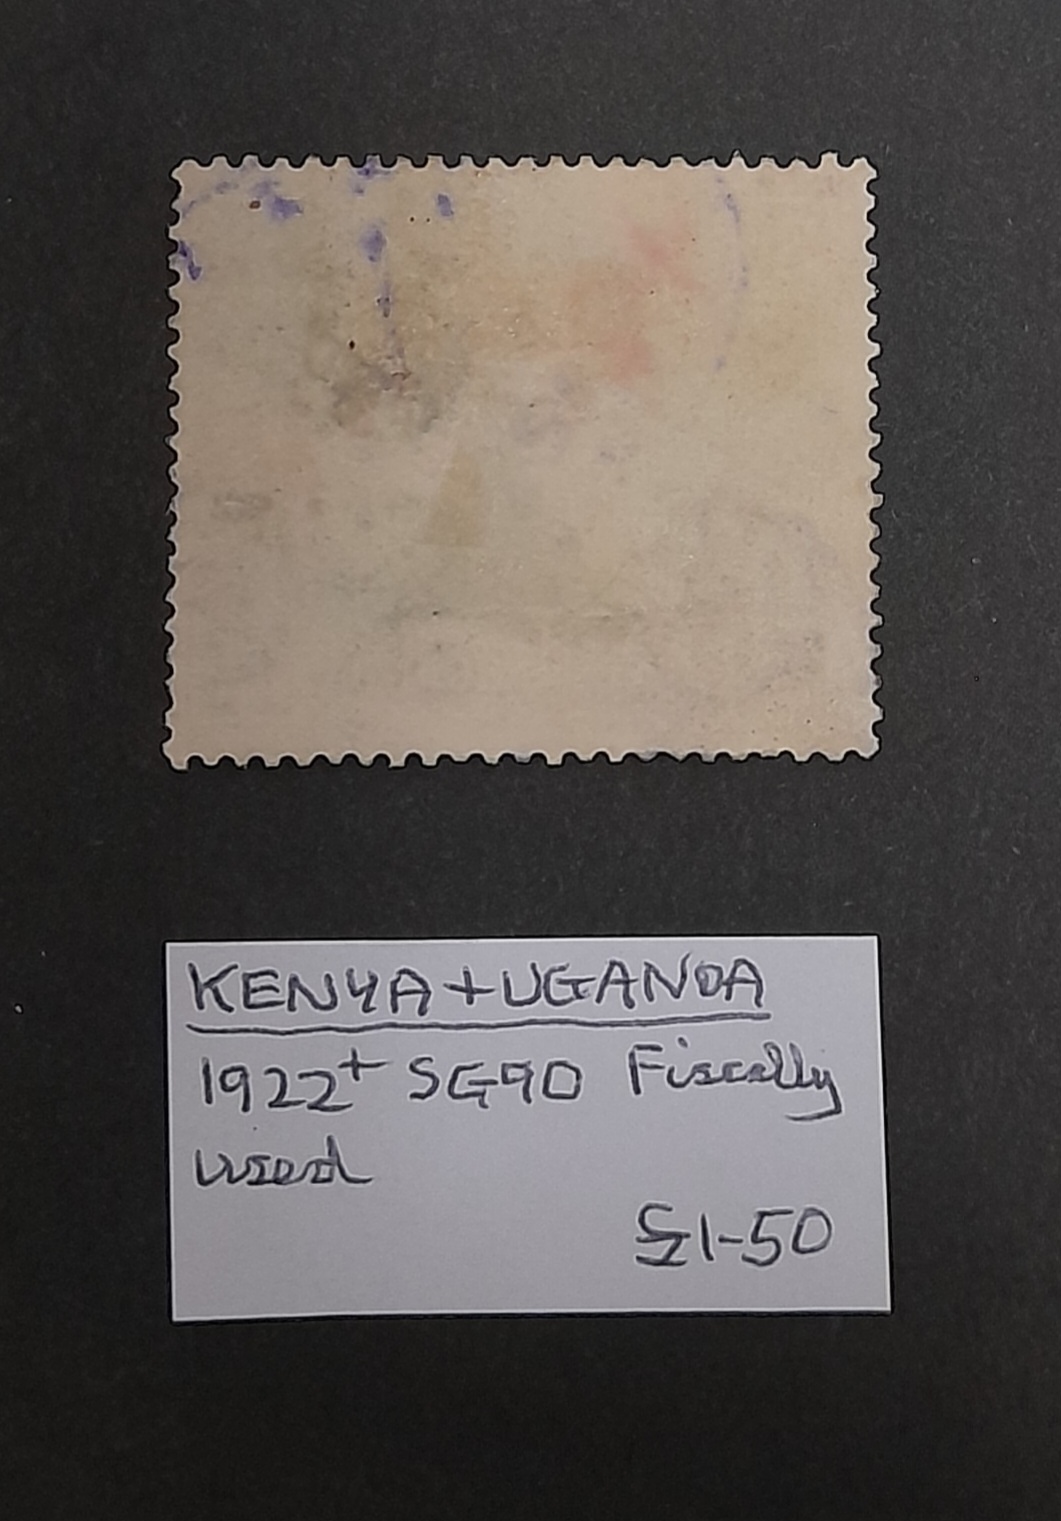 KENYA + UGANDA
1922+ SG90 Fiscally
used
£1-50